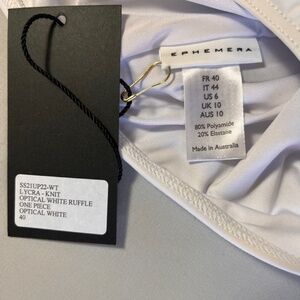 EPHEMERA
FR 40
IT 44
US 6
UK 10
AUS 10
80% Polyamide
20% Elastane
Made in Australia
SS21UP22-WT
LYCRA - KNIT
OPTICAL WHITE RUFFLE
ONE PIECE
OPTICAL WHITE
40